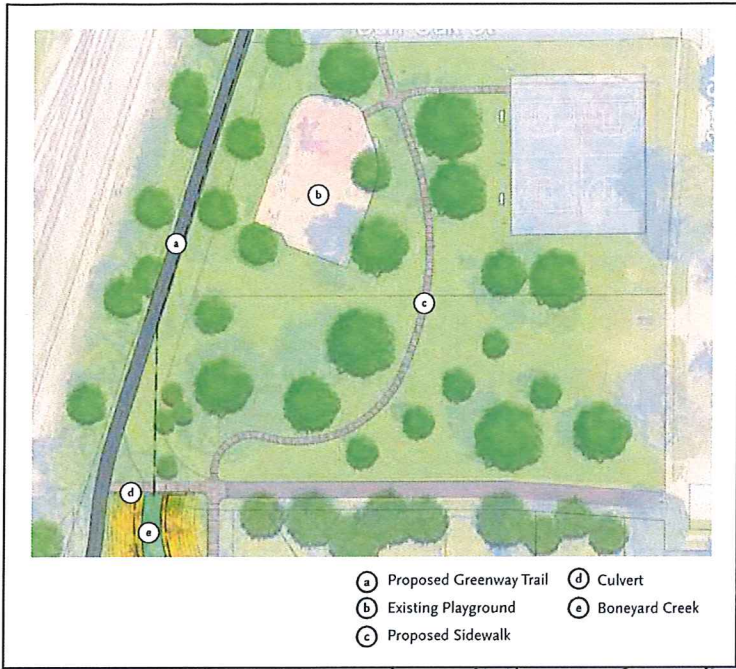 a
b
c
d
e
a Proposed Greenway Trail
b Existing Playground
c Proposed Sidewalk
d Culvert
e Boneyard Creek